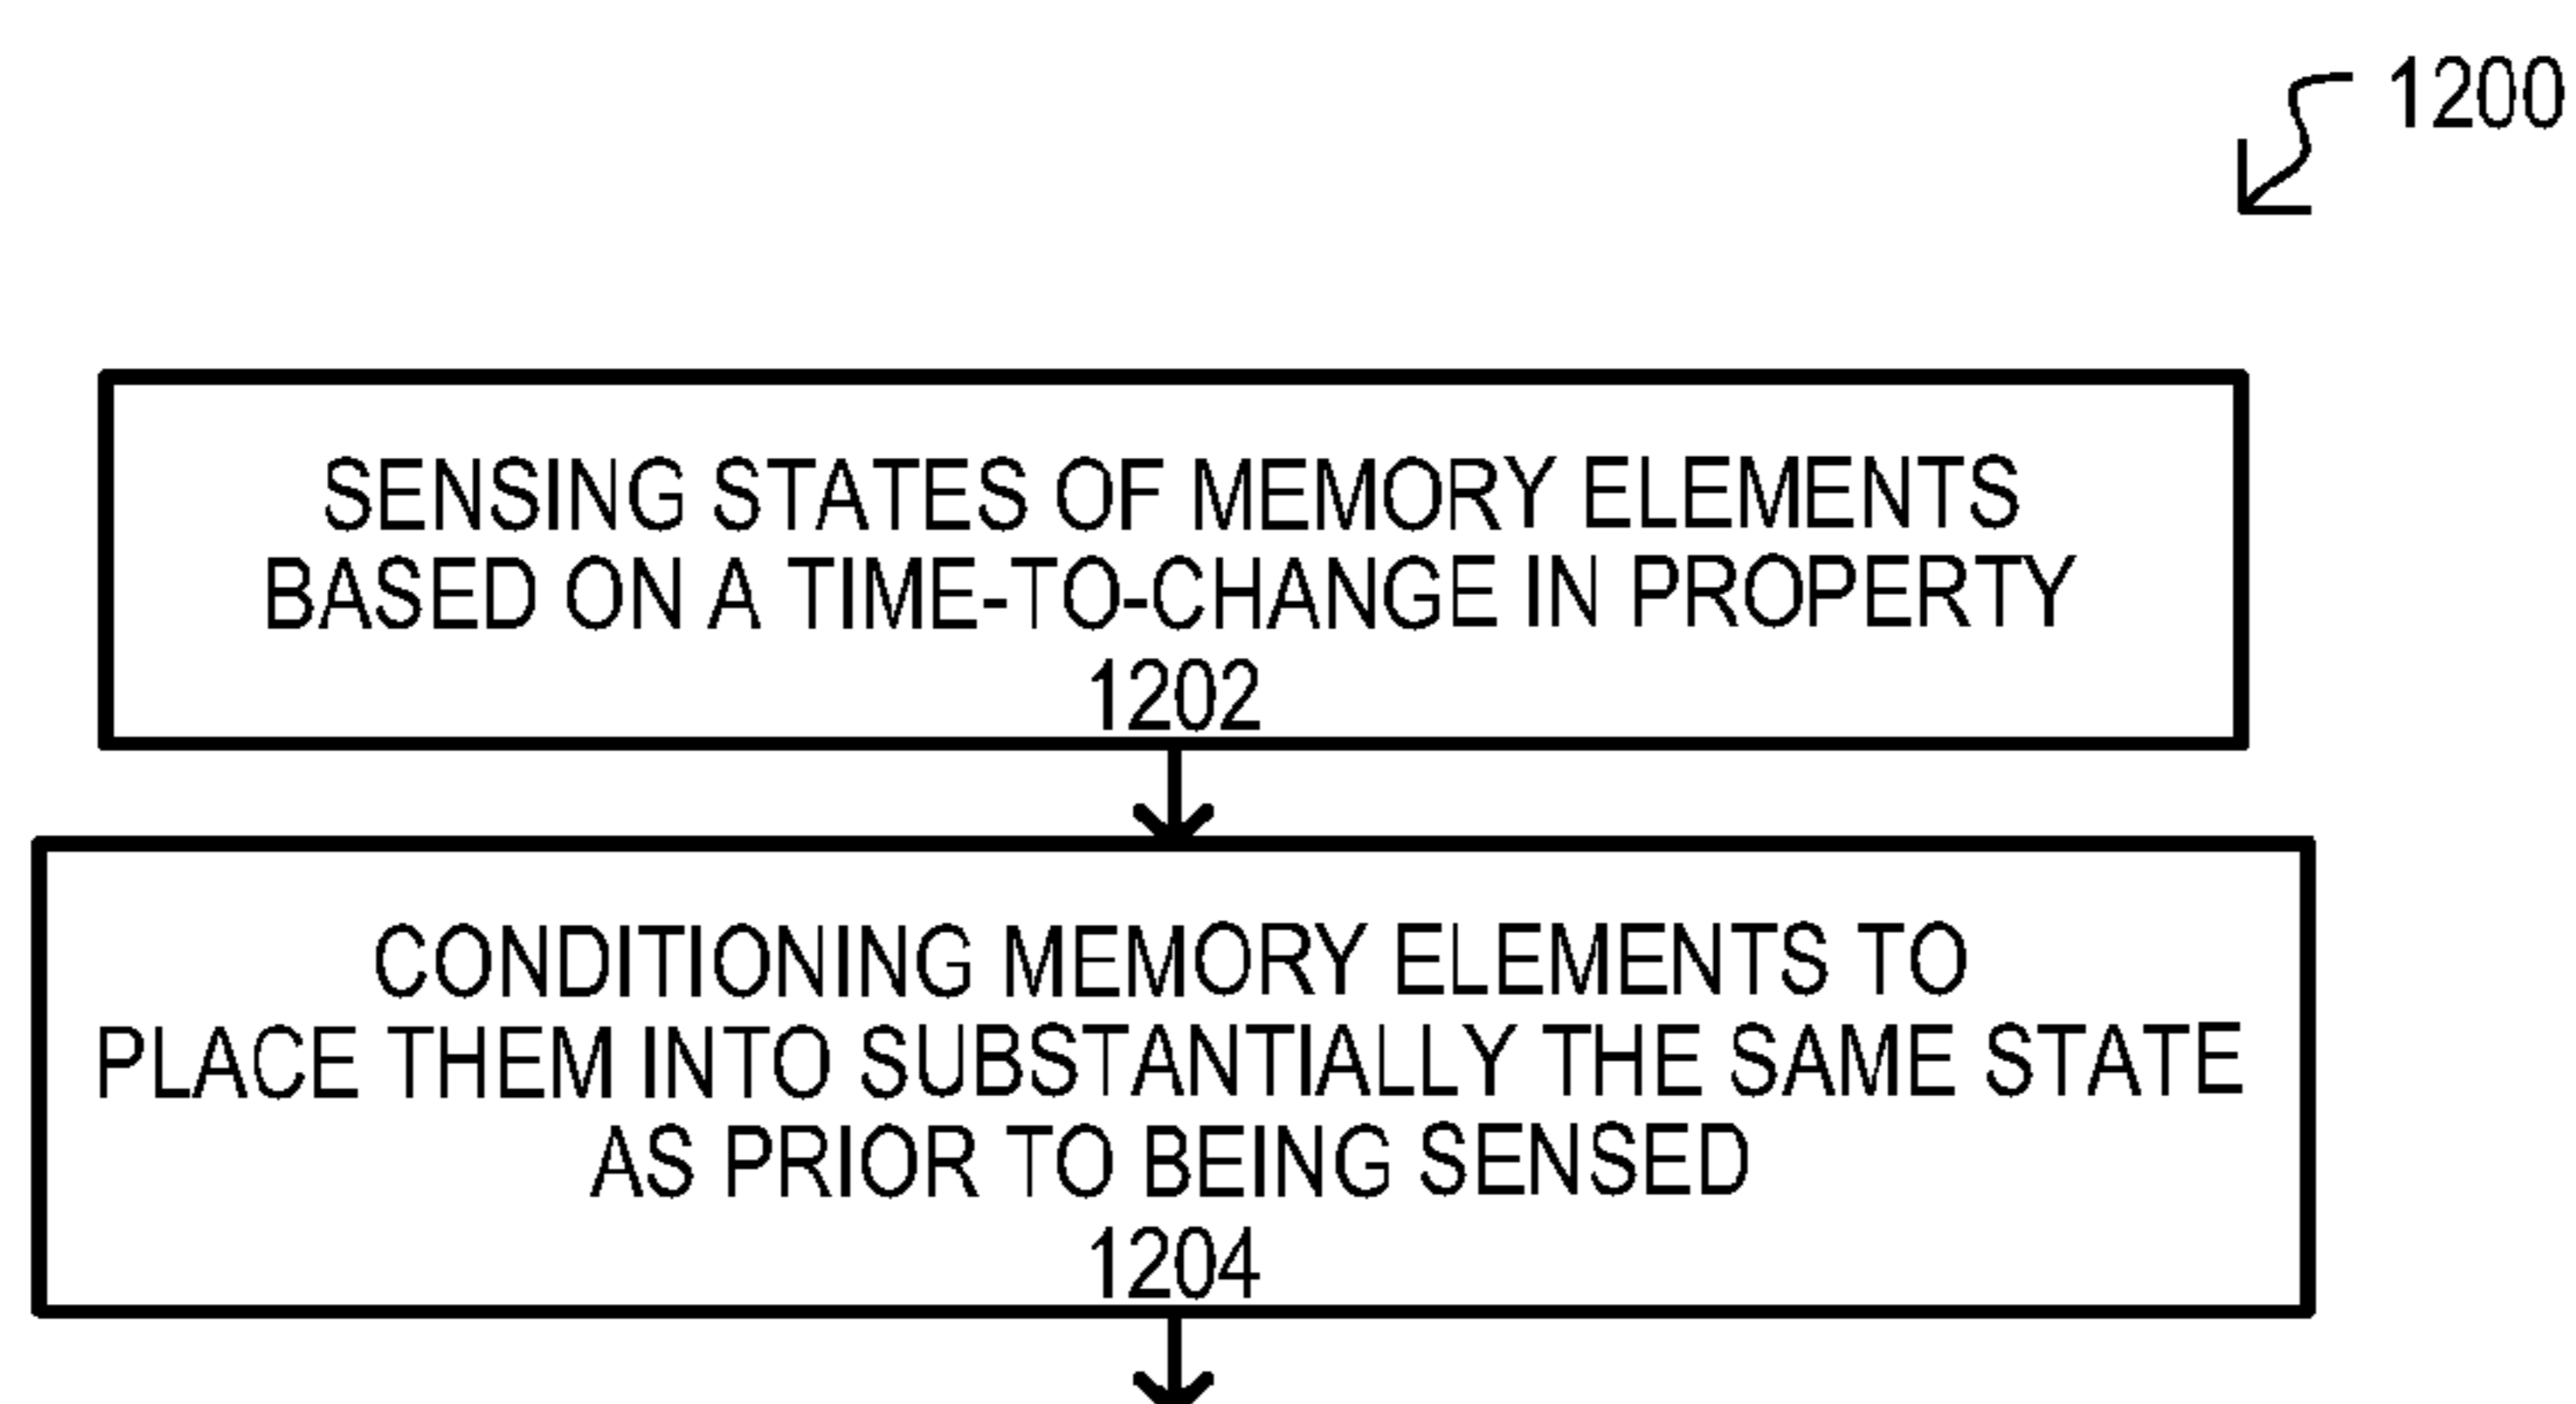 1200
SENSING STATES OF MEMORY ELEMENTS
BASED ON A TIME-TO-CHANGE IN PROPERTY
1202
CONDITIONING MEMORY ELEMENTS TO
PLACE THEM INTO SUBSTANTIALLY THE SAME STATE
AS PRIOR TO BEING SENSED
1204